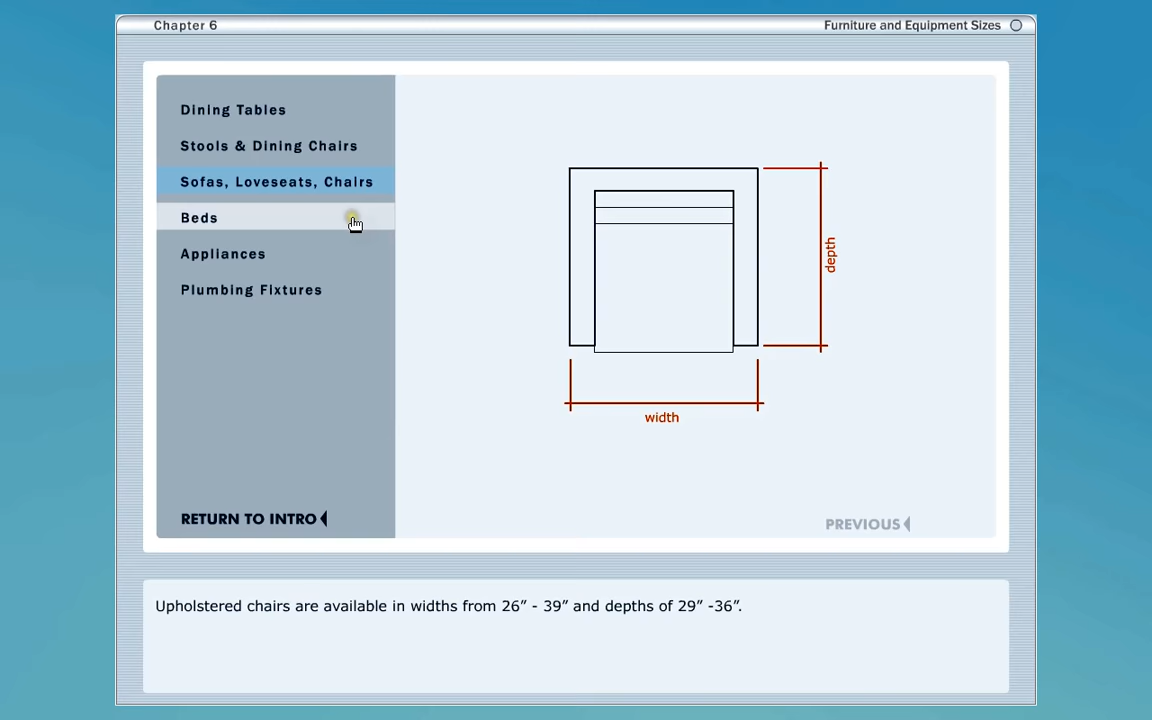 Chapter 6
Furniture and Equipment Sizes
Dining Tables
Stools & Dining Chairs
Sofas, Loveseats, Chairs
Beds
Appliances
Plumbing Fixtures
RETURN TO INTRO
depth
width
PREVIOUS
Upholstered chairs are available in widths from 26” - 39” and depths of 29” -36”.